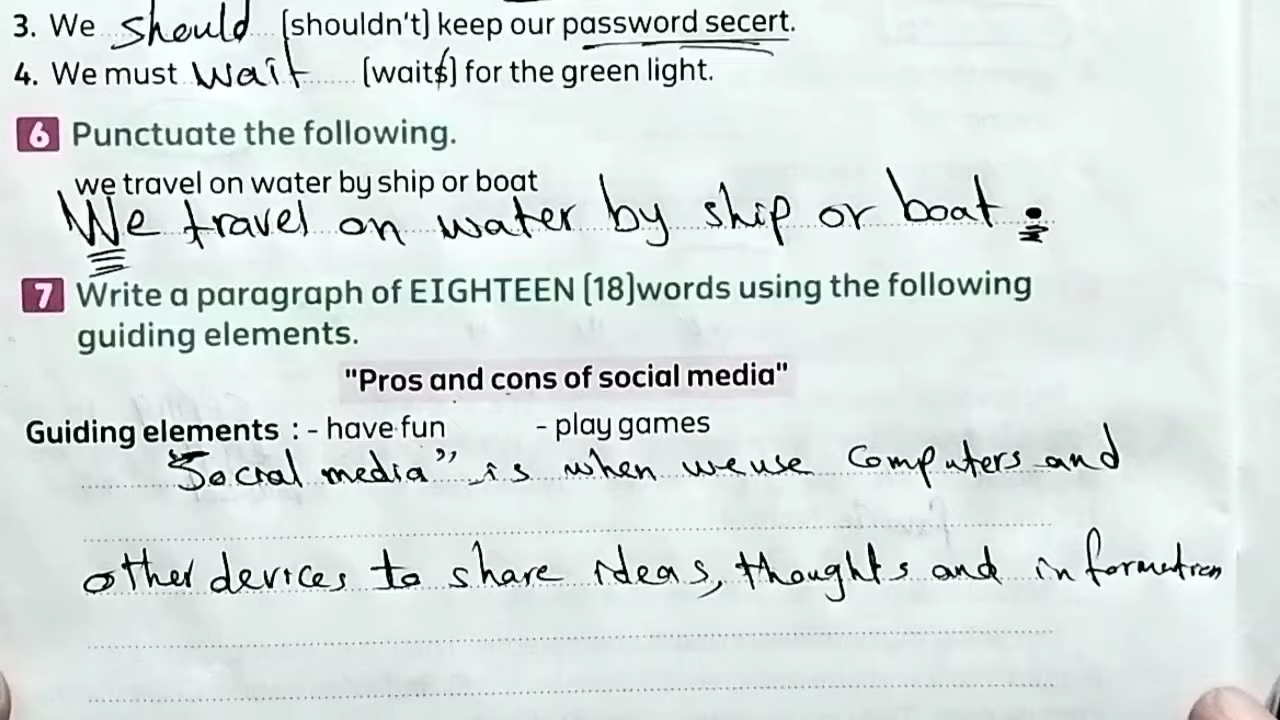 3. We should (shouldn't) keep our password secert.
4. We must wait (waits) for the green light.
6 Punctuate the following.
we travel on water by ship or boat
We travel on water by ship or boat .
7 Write a paragraph of EIGHTEEN (18)words using the following
guiding elements.
"Pros and cons of social media"
Guiding elements : - have fun - play games
"Social media" is when we use computers and
other devices to share ideas, thoughts and information